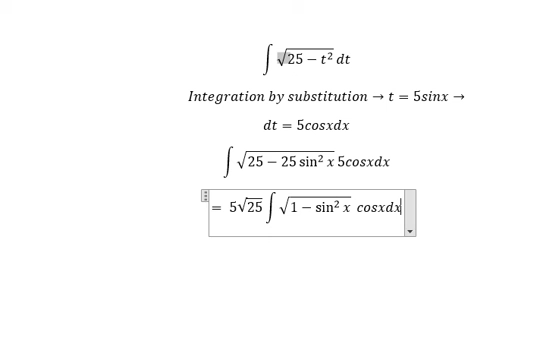 ∫ √(25 − t²) dt
Integration by substitution → t = 5sinx →
dt = 5cosxdx
∫ √(25 − 25 sin² x) 5cosxdx
= 5√25 ∫ √(1 − sin² x) cosxdx